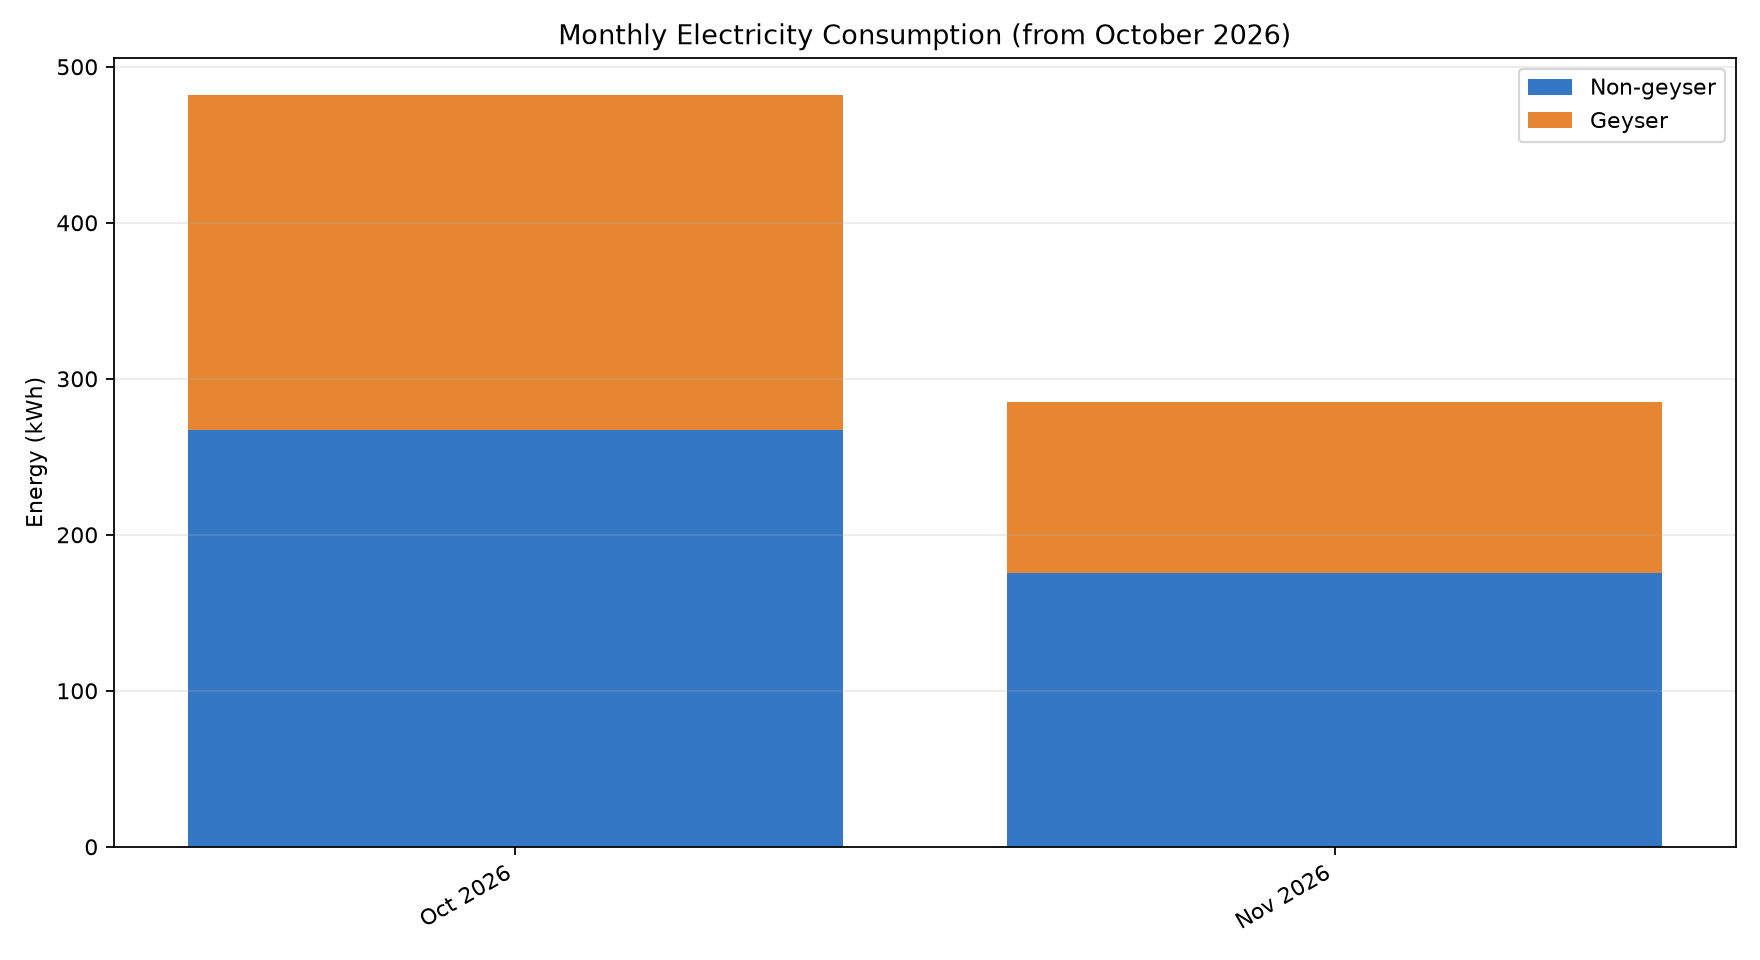 Monthly Electricity Consumption (from October 2026)
Non-geyser
Geyser
Energy (kWh)
500
400
300
200
100
0
Oct 2026
Nov 2026